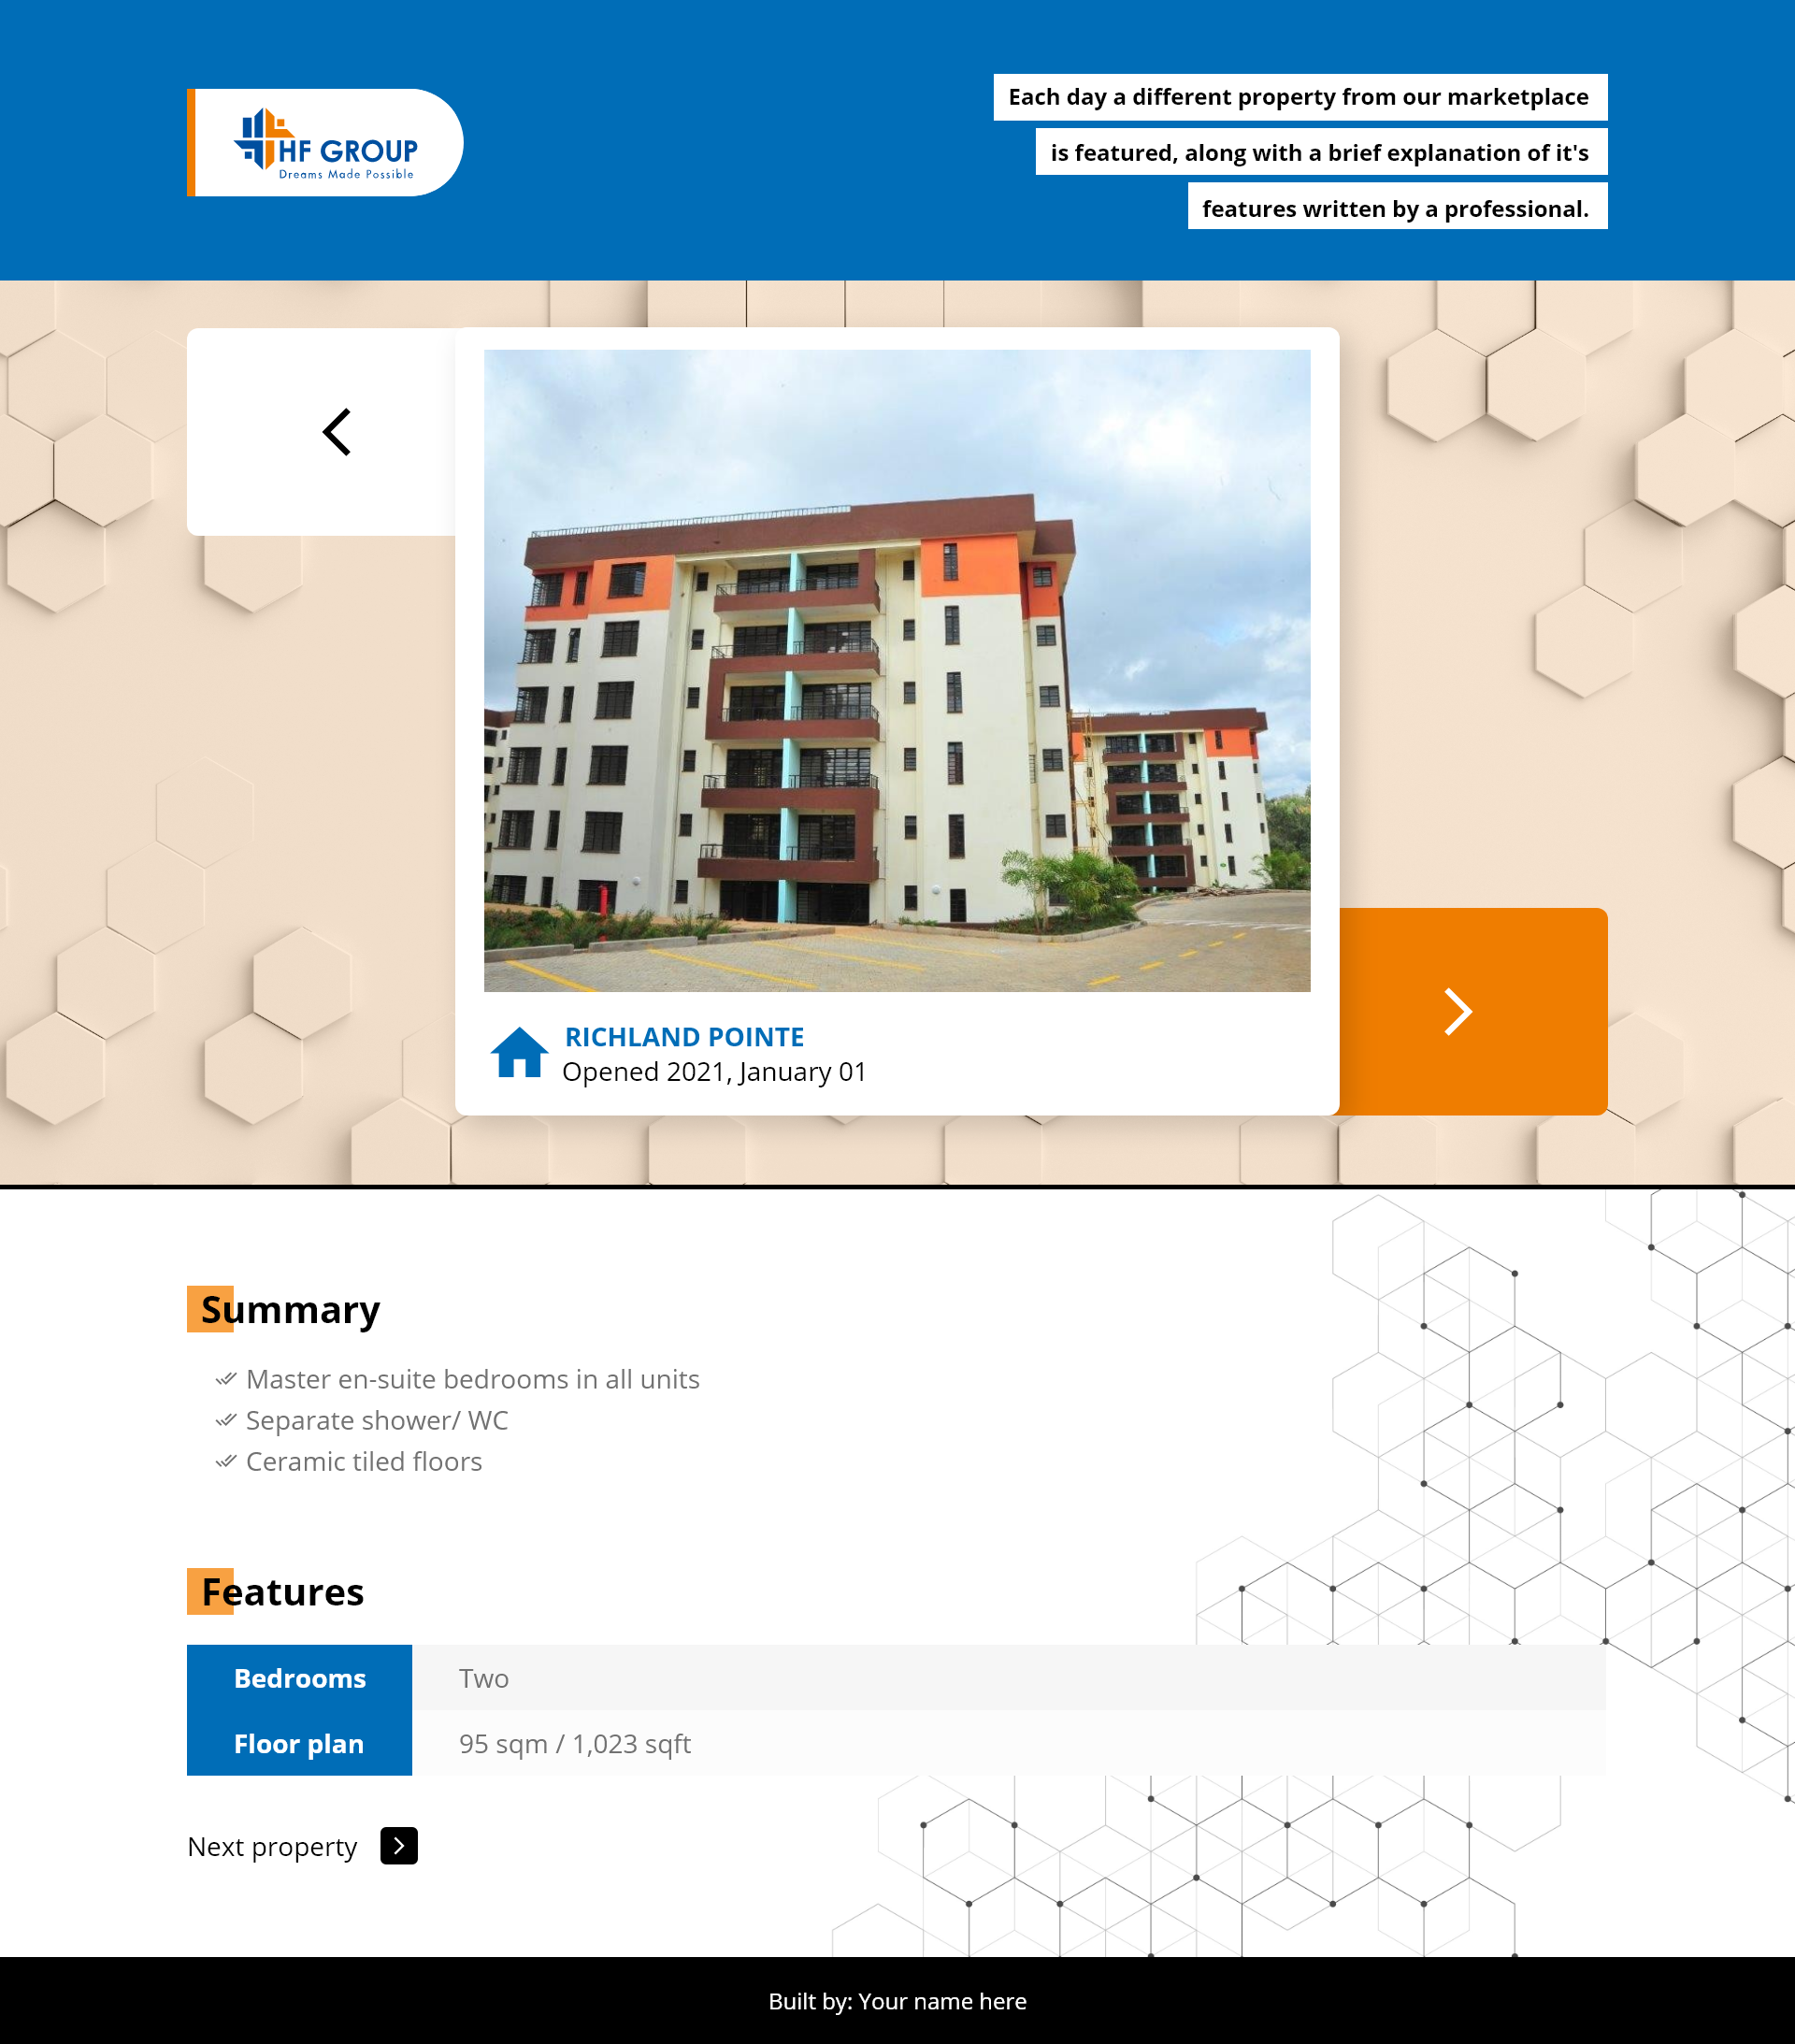 HF GROUP
Dreams Made Possible
Each day a different property from our marketplace
is featured, along with a brief explanation of it's
features written by a professional.
RICHLAND POINTE
Opened 2021, January 01
Summary
Master en-suite bedrooms in all units
Separate shower/ WC
Ceramic tiled floors
Features
Bedrooms Two
Floor plan 95 sqm / 1,023 sqft
Next property
Built by: Your name here